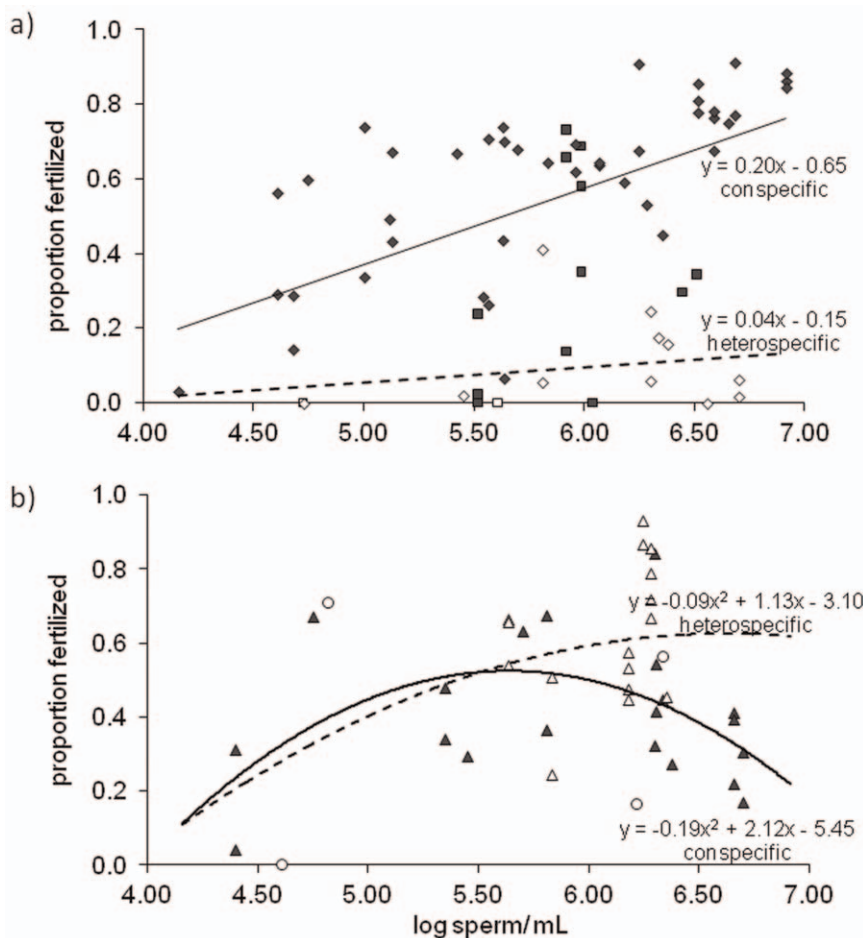 a)
1.0
0.8
0.6
0.4
0.2
0.0
proportion fertilized
y = 0.20x - 0.65
conspecific
y = 0.04x - 0.15
heterospecific
4.00 4.50 5.00 5.50 6.00 6.50 7.00
b)
1.0
0.8
0.6
0.4
0.2
0.0
proportion fertilized
y = -0.09x² + 1.13x - 3.10
heterospecific
y = -0.19x² + 2.12x - 5.45
conspecific
4.00 4.50 5.00 5.50 6.00 6.50 7.00
log sperm/mL